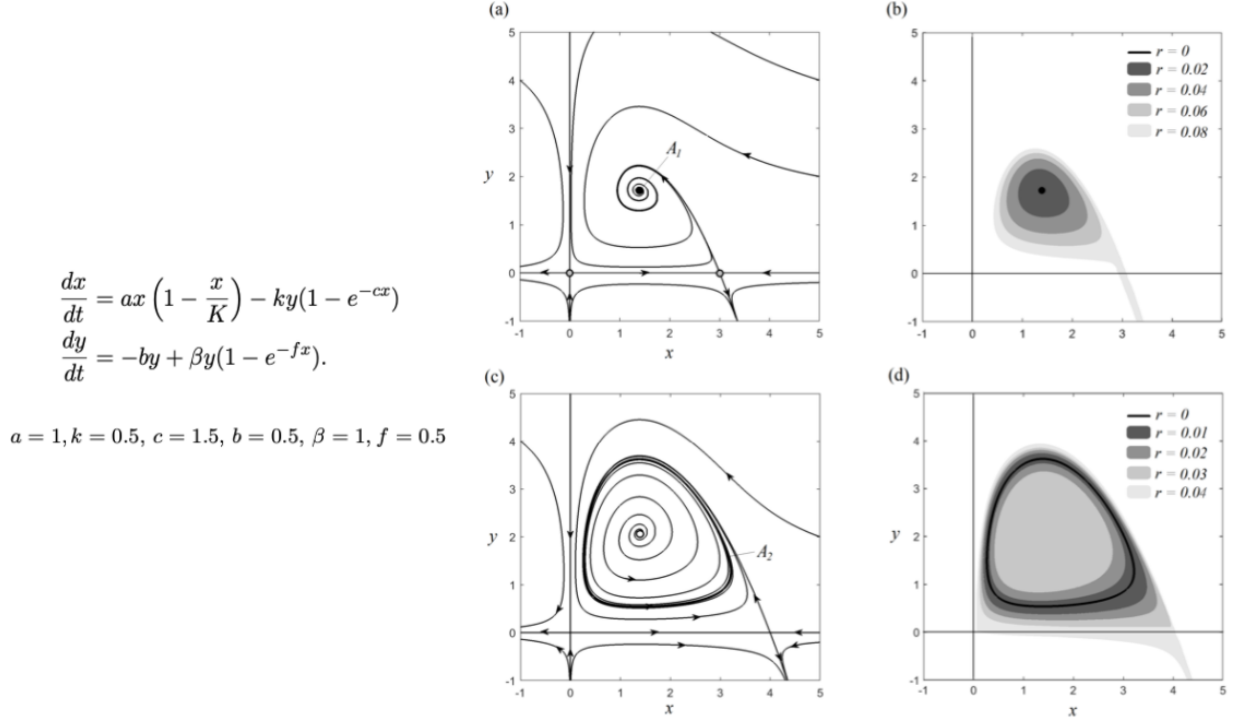 dx/dt = ax (1 − x/K) − ky(1 − e^{−cx})
dy/dt = −by + βy(1 − e^{−fx}).
a = 1, k = 0.5, c = 1.5, b = 0.5, β = 1, f = 0.5
(a)
5
4
3
2
1
0
-1
y
A₁
-1 0 1 2 3 4 5
x
(b)
5
4
3
2
1
0
-1
r = 0
r = 0.02
r = 0.04
r = 0.06
r = 0.08
-1 0 1 2 3 4 5
(c)
5
4
3
2
1
0
-1
y
A₂
-1 0 1 2 3 4 5
x
(d)
5
4
3
2
1
0
-1
y
r = 0
r = 0.01
r = 0.02
r = 0.03
r = 0.04
-1 0 1 2 3 4 5
x